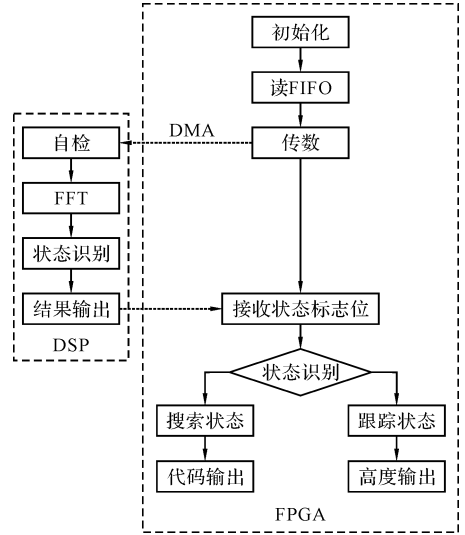 初始化
读FIFO
DMA
传数
自检
FFT
状态识别
结果输出
DSP
接收状态标志位
状态识别
搜索状态
跟踪状态
代码输出
高度输出
FPGA